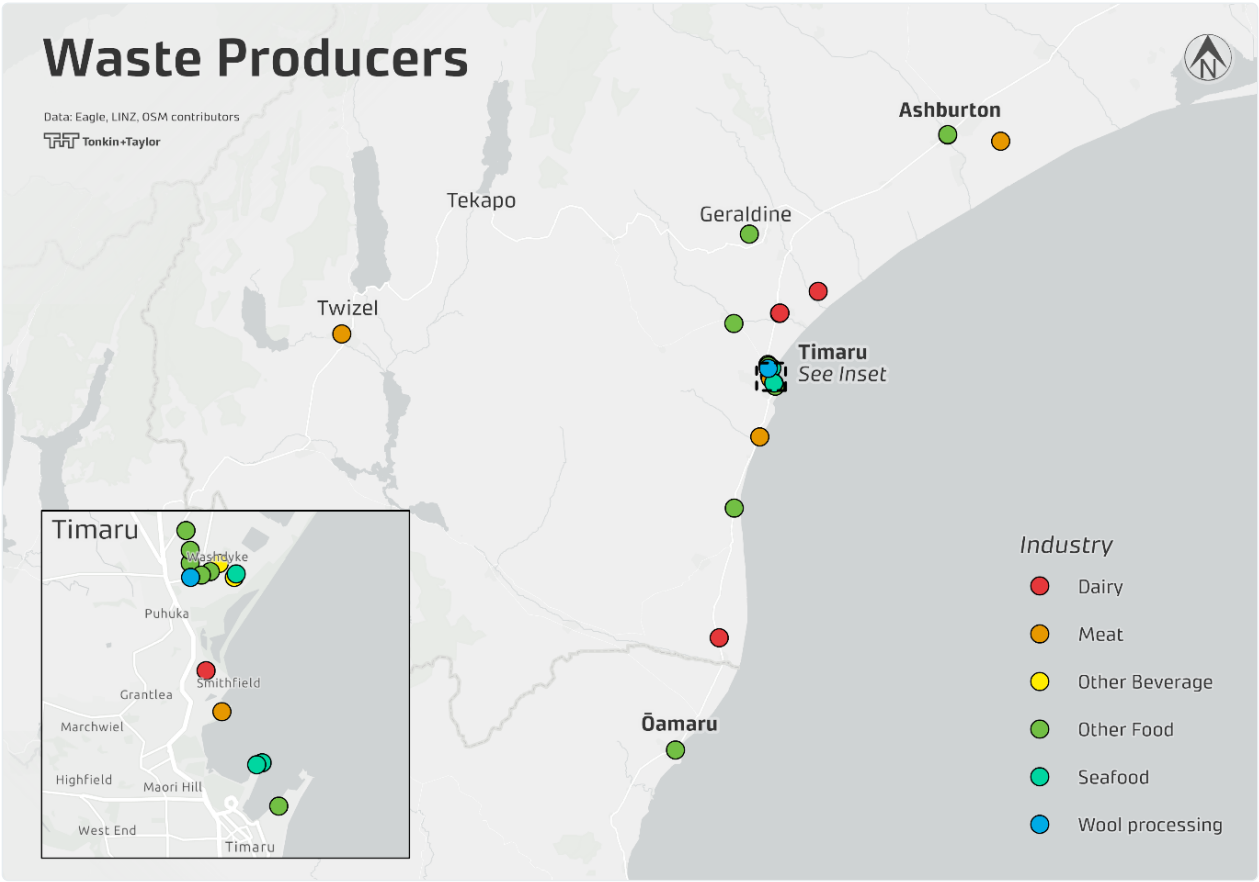 Waste Producers
Data: Eagle, LINZ, OSM contributors
T+T Tonkin+Taylor
N
Ashburton
Tekapo
Geraldine
Twizel
Timaru
See Inset
Ōamaru
Timaru
Washdyke
Puhuka
Smithfield
Grantlea
Marchwiel
Highfield
Maori Hill
West End
Timaru
Industry
Dairy
Meat
Other Beverage
Other Food
Seafood
Wool processing